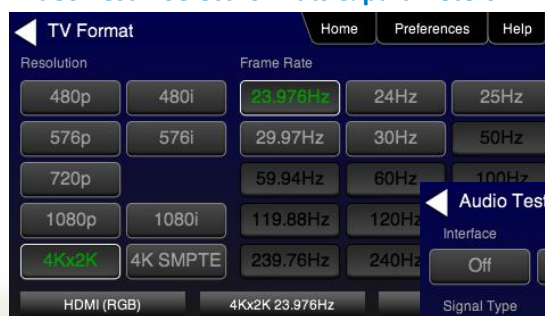 TV Format
Home
Preferences
Help
Resolution
Frame Rate
480p
480i
23.976Hz
24Hz
25Hz
576p
576i
29.97Hz
30Hz
50Hz
720p
59.94Hz
60Hz
100Hz
1080p
1080i
119.88Hz
120Hz
4Kx2K
4K SMPTE
239.76Hz
240Hz
Audio Test
Interface
Off
Signal Type
HDMI (RGB)
4Kx2K 23.976Hz